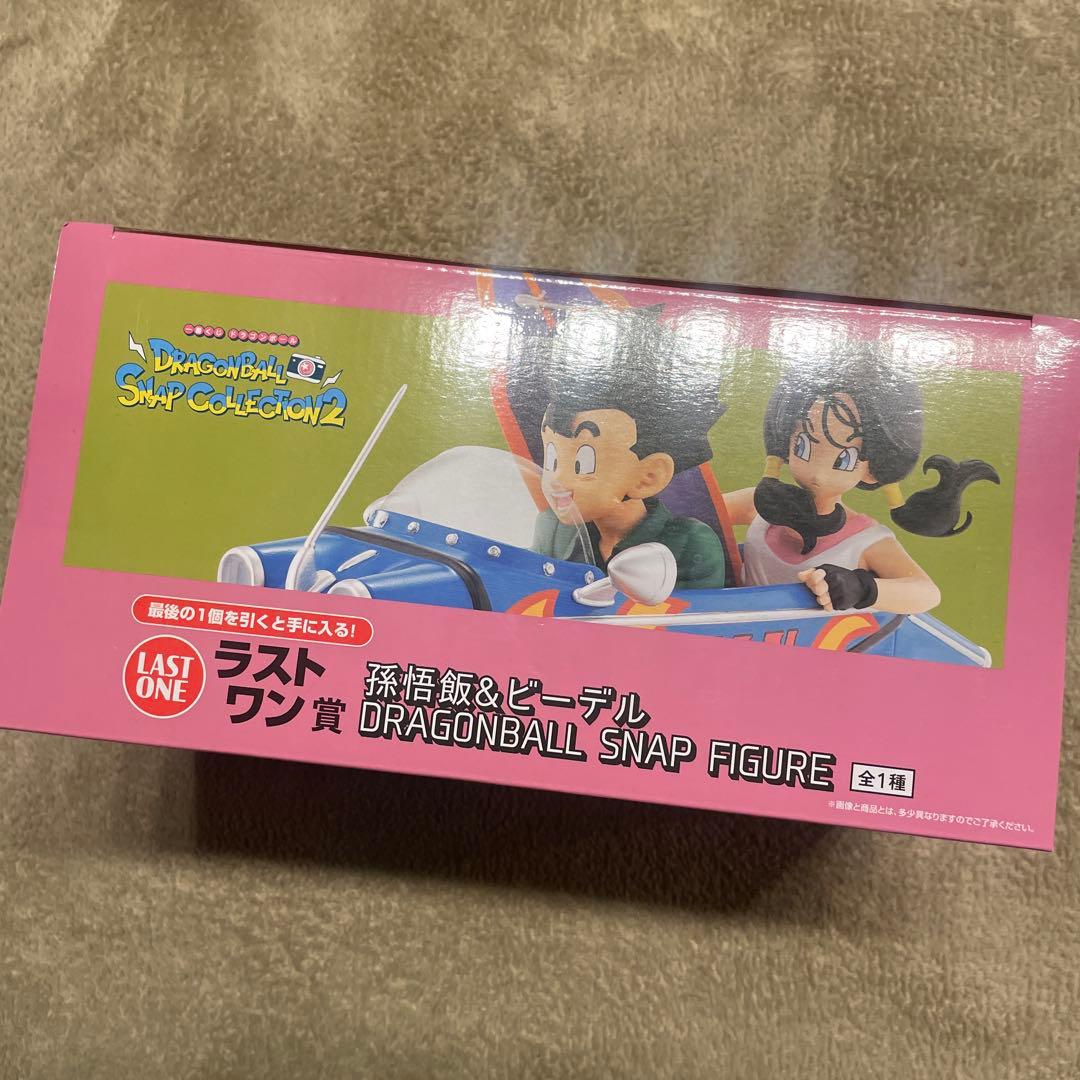 一番くじ ドラゴンボール
DRAGONBALL
SNAP COLLECTION2
最後の1個を引くと手に入る!
LAST
ONE
ラスト
ワン賞
孫悟飯&ビーデル
DRAGONBALL SNAP FIGURE
全1種
※画像と商品とは、多少異なりますのでご了承ください。